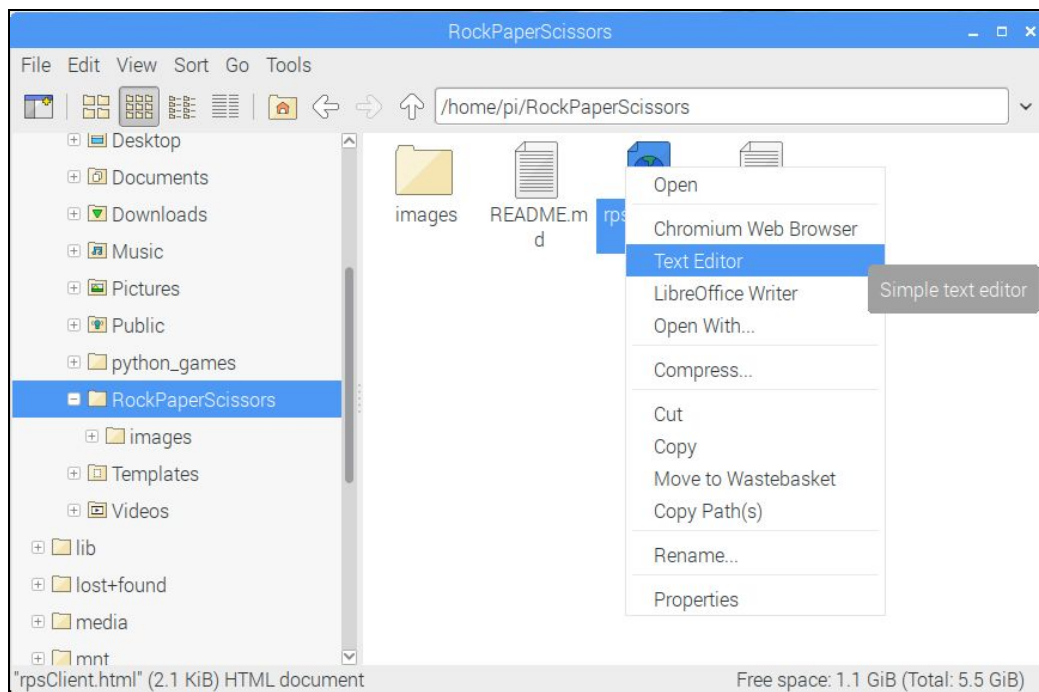 RockPaperScissors
File Edit View Sort Go Tools
/home/pi/RockPaperScissors
Desktop
Documents
Downloads
Music
Pictures
Public
python_games
RockPaperScissors
images
Templates
Videos
lib
lost+found
media
mnt
images
README.m
d
rps
Open
Chromium Web Browser
Text Editor
LibreOffice Writer
Open With...
Compress...
Cut
Copy
Move to Wastebasket
Copy Path(s)
Rename...
Properties
Simple text editor
"rpsClient.html" (2.1 KiB) HTML document
Free space: 1.1 GiB (Total: 5.5 GiB)